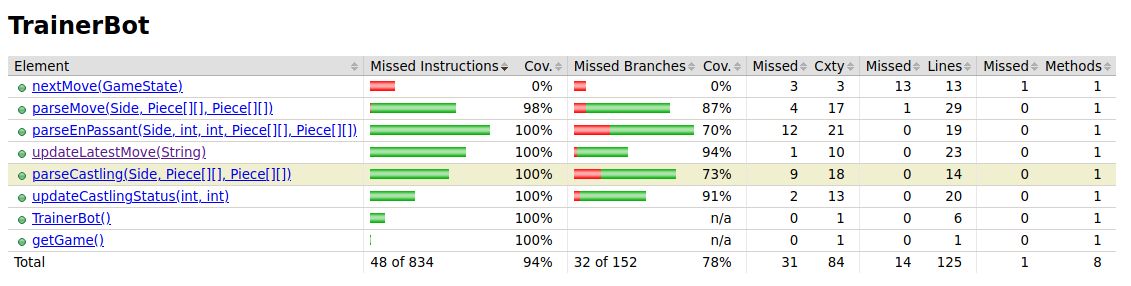 TrainerBot
Element Missed Instructions Cov. Missed Branches Cov. Missed Cxty Missed Lines Missed Methods
nextMove(GameState) 0% 0% 3 3 13 13 1 1
parseMove(Side, Piece[][], Piece[][]) 98% 87% 4 17 1 29 0 1
parseEnPassant(Side, int, int, Piece[][], Piece[][]) 100% 70% 12 21 0 19 0 1
updateLatestMove(String) 100% 94% 1 10 0 23 0 1
parseCastling(Side, Piece[][], Piece[][]) 100% 73% 9 18 0 14 0 1
updateCastlingStatus(int, int) 100% 91% 2 13 0 20 0 1
TrainerBot() 100% n/a 0 1 0 6 0 1
getGame() 100% n/a 0 1 0 1 0 1
Total 48 of 834 94% 32 of 152 78% 31 84 14 125 1 8